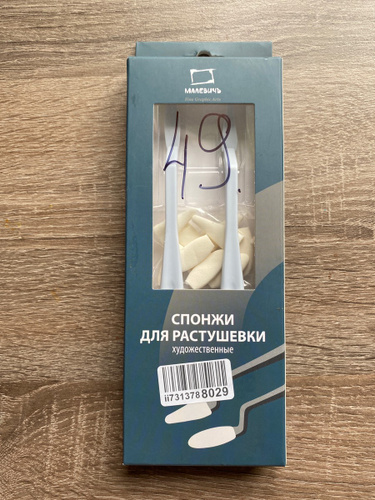 МАЛЕВИЧЪ
49.
СПОНЖИ
ДЛЯ РАСТУШЕВКИ
художественные
ii7313788029